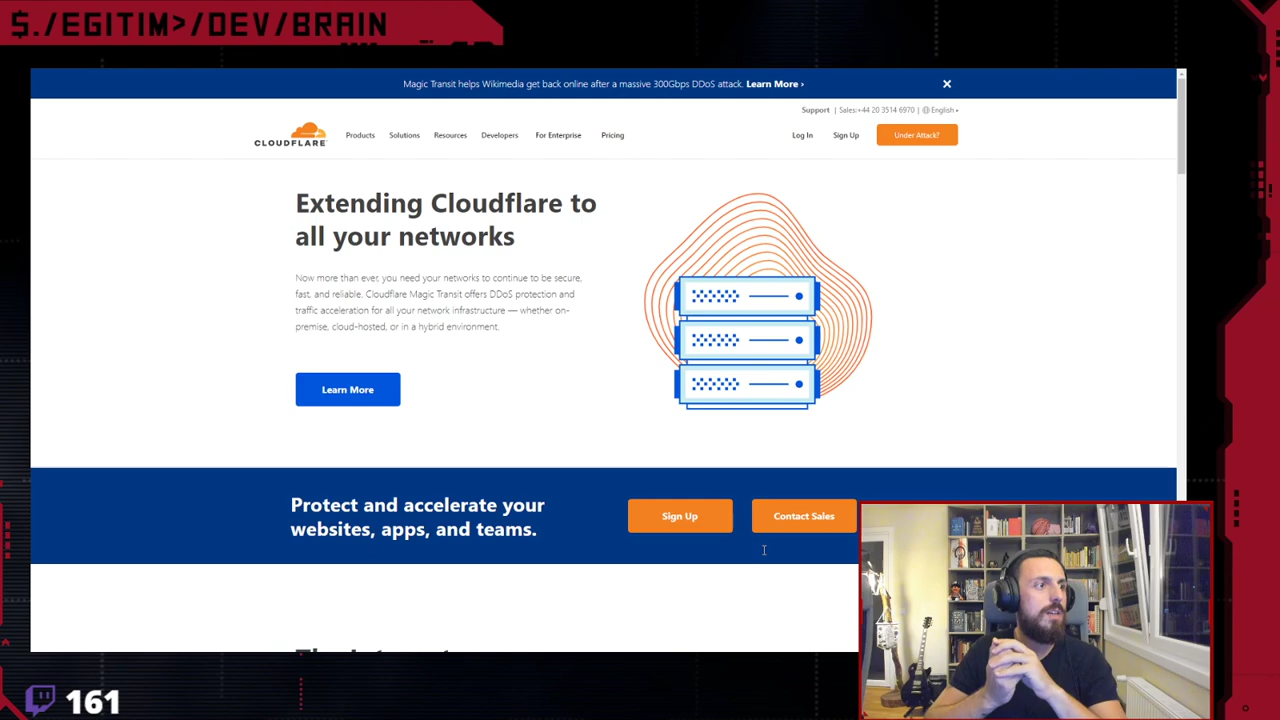 $./EGITIM>/DEV/BRAIN
Magic Transit helps Wikimedia get back online after a massive 300Gbps DDoS attack. Learn More ›
Support | Sales:+44 20 3514 6970 | English
CLOUDFLARE
Products Solutions Resources Developers For Enterprise Pricing Log In Sign Up Under Attack?
Extending Cloudflare to
all your networks
Now more than ever, you need your networks to continue to be secure,
fast, and reliable. Cloudflare Magic Transit offers DDoS protection and
traffic acceleration for all your network infrastructure — whether on-
premise, cloud-hosted, or in a hybrid environment.
Learn More
Protect and accelerate your
websites, apps, and teams.
Sign Up Contact Sales
161